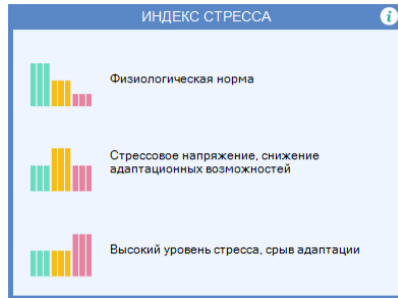 ИНДЕКС СТРЕССА
i
Физиологическая норма
Стрессовое напряжение, снижение
адаптационных возможностей
Высокий уровень стресса, срыв адаптации